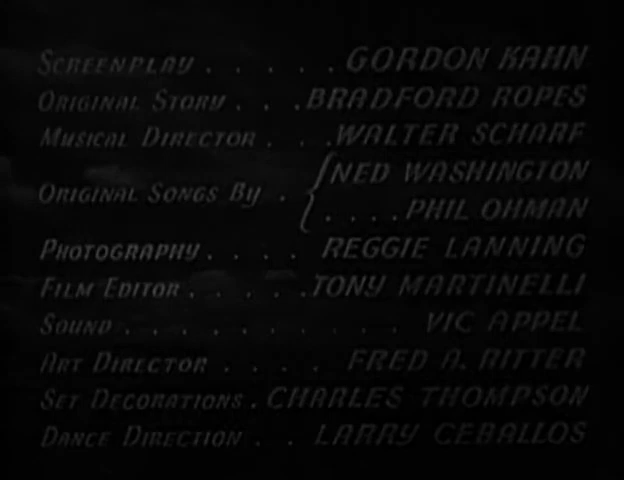 SCREENPLAY . . . . . GORDON KAHN
ORIGINAL STORY . . . BRADFORD ROPES
MUSICAL DIRECTOR . . . WALTER SCHARF
ORIGINAL SONGS BY . { NED WASHINGTON
. . . . PHIL OHMAN
PHOTOGRAPHY . . . . REGGIE LANNING
FILM EDITOR . . . . . TONY MARTINELLI
SOUND . . . . . . . . . . VIC APPEL
ART DIRECTOR . . . . FRED A. RITTER
SET DECORATIONS . CHARLES THOMPSON
DANCE DIRECTION . . LARRY CEBALLOS